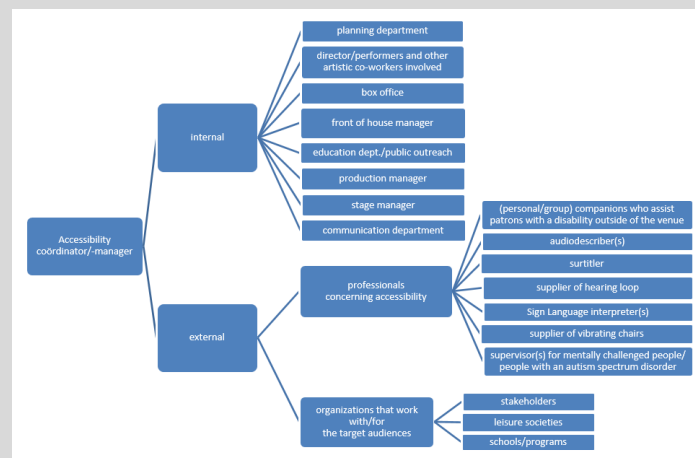 Accessibility
coördinator/-manager
internal
planning department
director/performers and other
artistic co-workers involved
box office
front of house manager
education dept./public outreach
production manager
stage manager
communication department
external
professionals
concerning accessibility
(personal/group) companions who assist
patrons with a disability outside of the venue
audiodescriber(s)
surtitler
supplier of hearing loop
Sign Language interpreter(s)
supplier of vibrating chairs
supervisor(s) for mentally challenged people/
people with an autism spectrum disorder
organizations that work
with/for
the target audiences
stakeholders
leisure societies
schools/programs